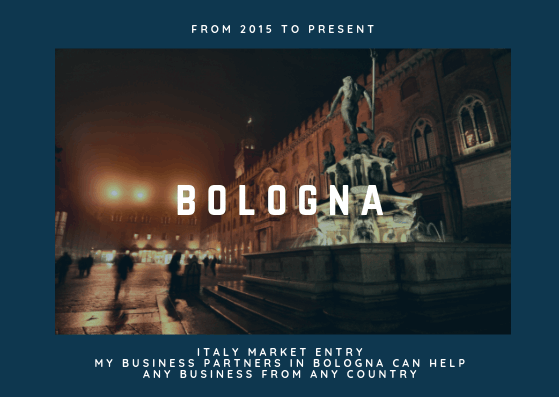 FROM 2015 TO PRESENT
BOLOGNA
ITALY MARKET ENTRY
MY BUSINESS PARTNERS IN BOLOGNA CAN HELP
ANY BUSINESS FROM ANY COUNTRY